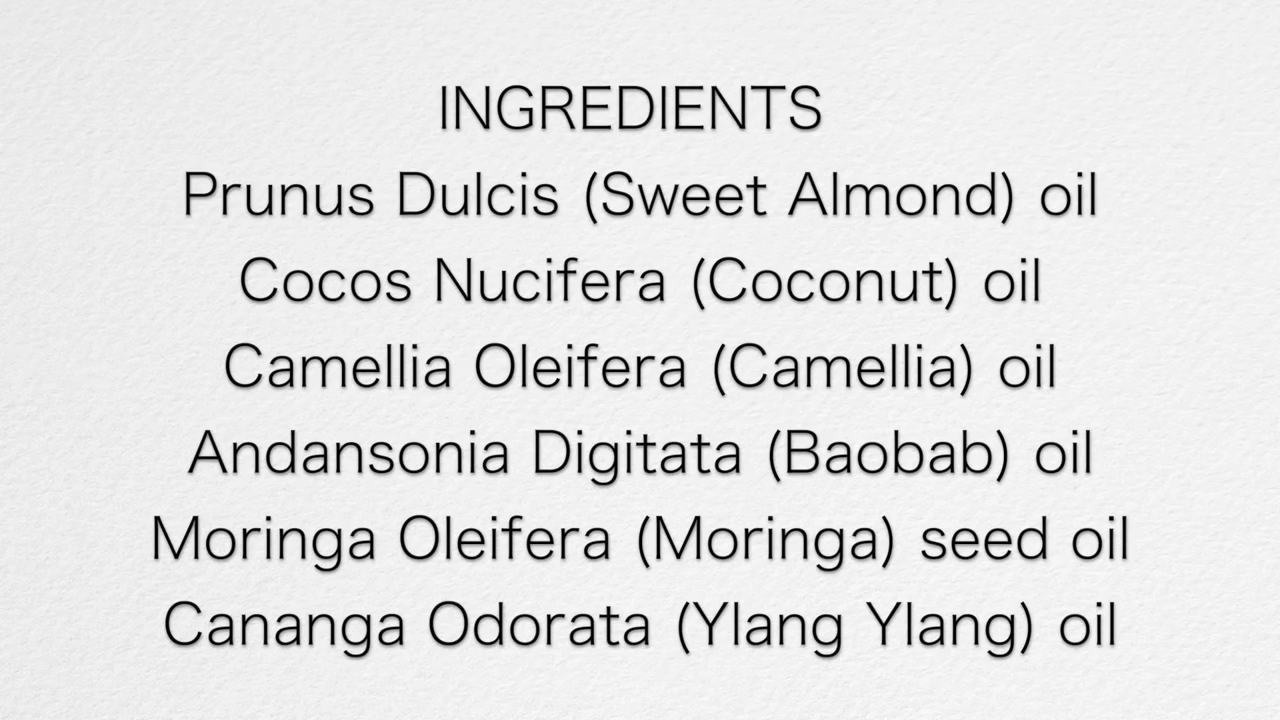 INGREDIENTS
Prunus Dulcis (Sweet Almond) oil
Cocos Nucifera (Coconut) oil
Camellia Oleifera (Camellia) oil
Andansonia Digitata (Baobab) oil
Moringa Oleifera (Moringa) seed oil
Cananga Odorata (Ylang Ylang) oil